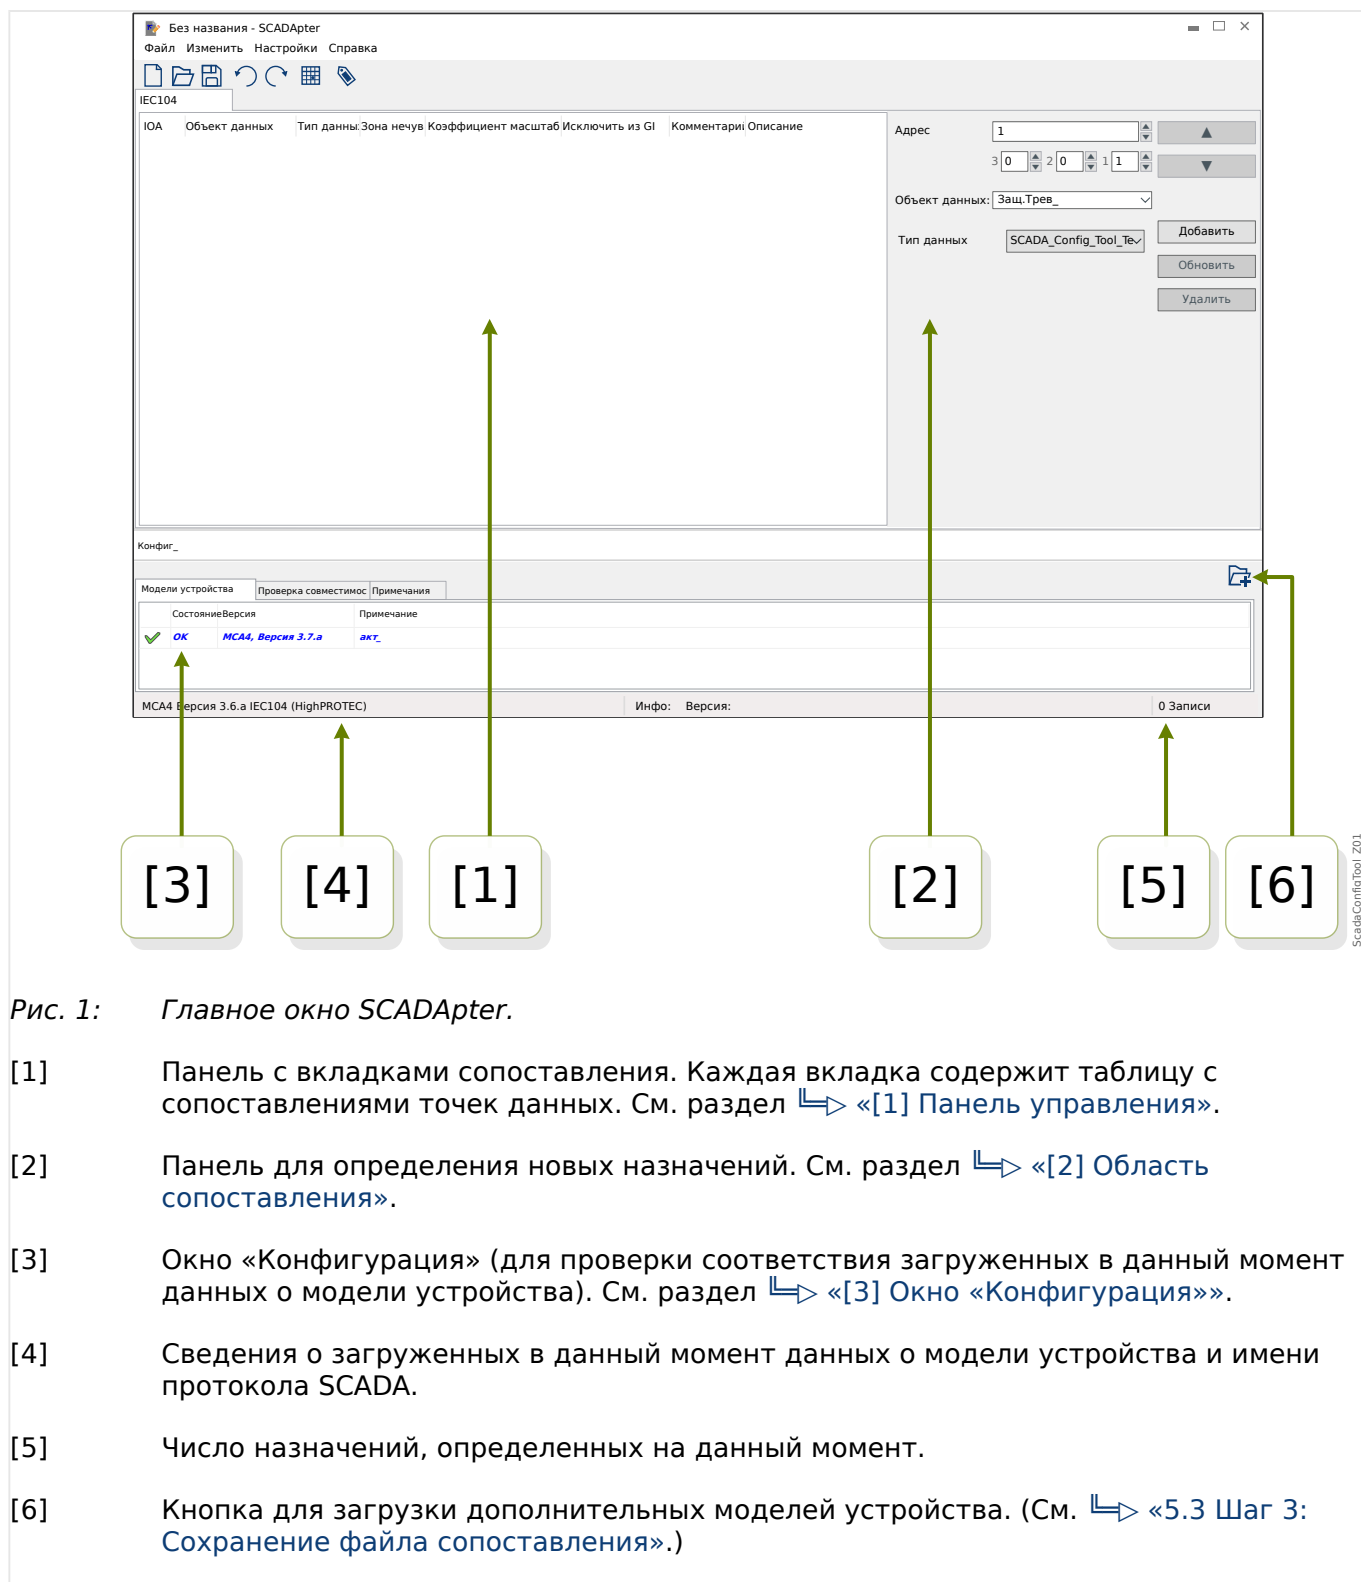 Без названия - SCADApter
Файл Изменить Настройки Справка
IEC104
IOA Объект данных Тип данны: Зона нечув Коэффициент масштаб Исключить из GI Комментари Описание
Адрес 1
3 0 2 0 1 1
Объект данных: Защ.Трев_
Тип данных SCADA_Config_Tool_Te
Добавить
Обновить
Удалить
Конфиг_
Модели устройства Проверка совместимос Примечания
Состояние Версия Примечание
OK MCA4, Версия 3.7.a акт_
MCA4 Версия 3.6.a IEC104 (HighPROTEC) Инфо: Версия: 0 Записи
[3] [4] [1] [2] [5] [6]
ScadaConfigTool_Z01
Рис. 1: Главное окно SCADApter.
[1] Панель с вкладками сопоставления. Каждая вкладка содержит таблицу с
сопоставлениями точек данных. См. раздел «[1] Панель управления».
[2] Панель для определения новых назначений. См. раздел «[2] Область
сопоставления».
[3] Окно «Конфигурация» (для проверки соответствия загруженных в данный момент
данных о модели устройства). См. раздел «[3] Окно «Конфигурация»».
[4] Сведения о загруженных в данный момент данных о модели устройства и имени
протокола SCADA.
[5] Число назначений, определенных на данный момент.
[6] Кнопка для загрузки дополнительных моделей устройства. (См. «5.3 Шаг 3:
Сохранение файла сопоставления».)